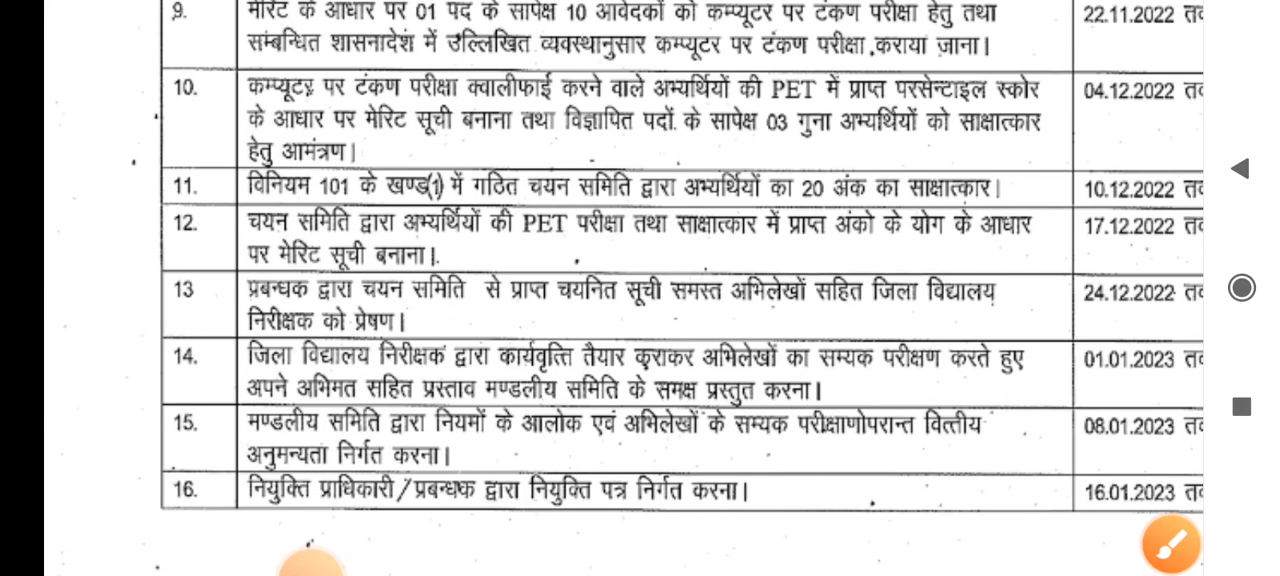 9. मेरिट के आधार पर 01 पद के सापेक्ष 10 आवेदकों को कम्प्यूटर पर टंकण परीक्षा हेतु तथा 22.11.2022
सम्बन्धित शासनादेश में उल्लिखित व्यवस्थानुसार कम्प्यूटर पर टंकण परीक्षा कराया जाना।
10. कम्प्यूटर पर टंकण परीक्षा क्वालीफाई करने वाले अभ्यर्थियों की PET में प्राप्त परसेन्टाइल स्कोर 04.12.2022
के आधार पर मेरिट सूची बनाना तथा विज्ञापित पदों के सापेक्ष 03 गुना अभ्यर्थियों को साक्षात्कार
हेतु आमंत्रण।
11. विनियम 101 के खण्ड(1) में गठित चयन समिति द्वारा अभ्यर्थियों का 20 अंक का साक्षात्कार। 10.12.2022
12. चयन समिति द्वारा अभ्यर्थियों की PET परीक्षा तथा साक्षात्कार में प्राप्त अंको के योग के आधार 17.12.2022
पर मेरिट सूची बनाना।
13 प्रबन्धक द्वारा चयन समिति से प्राप्त चयनित सूची समस्त अभिलेखों सहित जिला विद्यालय 24.12.2022
निरीक्षक को प्रेषण।
14. जिला विद्यालय निरीक्षक द्वारा कार्यवृत्ति तैयार कराकर अभिलेखों का सम्यक परीक्षण करते हुए 01.01.2023
अपने अभिमत सहित प्रस्ताव मण्डलीय समिति के समक्ष प्रस्तुत करना।
15. मण्डलीय समिति द्वारा नियमों के आलोक एवं अभिलेखों के सम्यक परीक्षाणोपरान्त वित्तीय 08.01.2023
अनुमन्यता निर्गत करना।
16. नियुक्ति प्राधिकारी/प्रबन्धक द्वारा नियुक्ति पत्र निर्गत करना। 16.01.2023